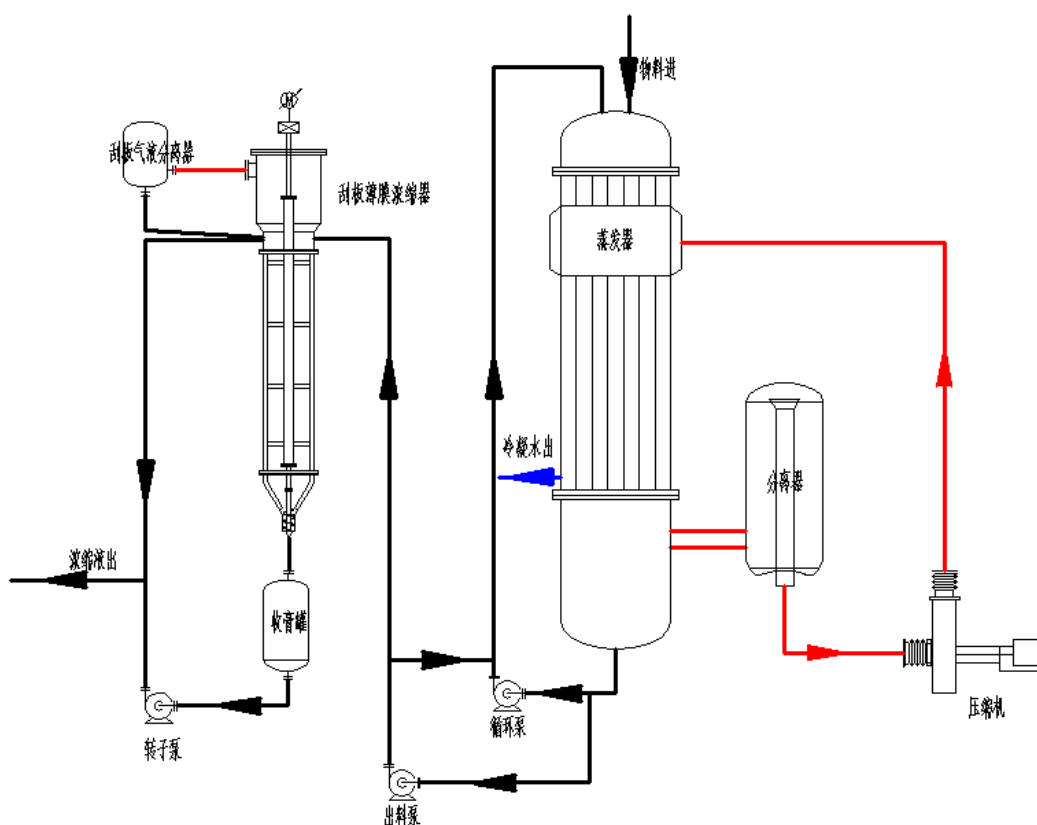 物料进
刮板气液分离器
刮板薄膜浓缩器
蒸发器
冷凝水出
分离器
浓缩液出
收膏罐
压缩机
循环泵
转子泵
出料泵
M